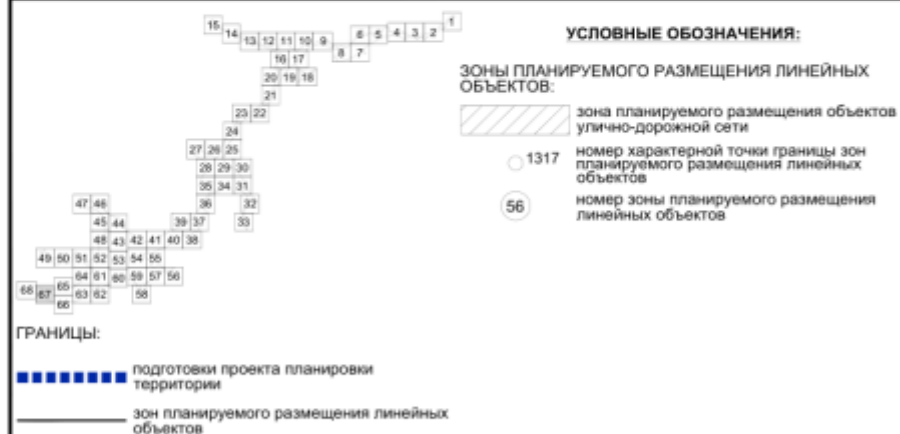 15 1
14 6 5 4 3 2
13 12 11 10 9
8 7
16 17
20 19 18
21
23 22
24
27 26 25
28 29 30
35 34 31
47 46 36 32
45 44 39 37 33
48 43 42 41 40 38
49 50 51 52 53 54 55
64 61 60 59 57 56
68 67 65 63 62 58
66
ГРАНИЦЫ:
подготовки проекта планировки
территории
зон планируемого размещения линейных
объектов
УСЛОВНЫЕ ОБОЗНАЧЕНИЯ:
ЗОНЫ ПЛАНИРУЕМОГО РАЗМЕЩЕНИЯ ЛИНЕЙНЫХ
ОБЪЕКТОВ:
зона планируемого размещения объектов
улично-дорожной сети
1317 номер характерной точки границы зон
планируемого размещения линейных
объектов
56 номер зоны планируемого размещения
линейных объектов